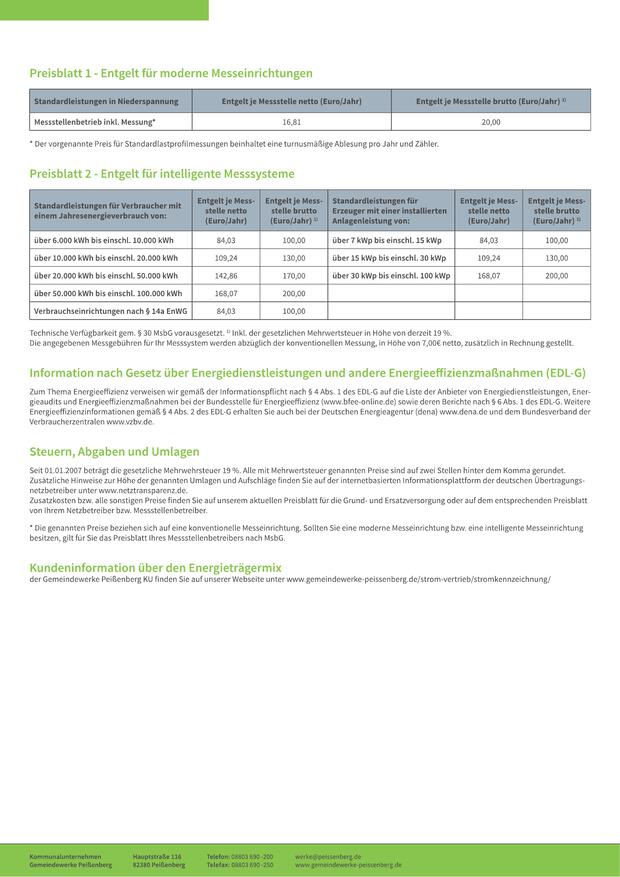 Preisblatt 1 - Entgelt für moderne Messeinrichtungen
Standardleistungen in Niederspannung Entgelt je Messstelle netto (Euro/Jahr) Entgelt je Messstelle brutto (Euro/Jahr) 1)
Messstellenbetrieb inkl. Messung* 16,81 20,00
* Der vorgenannte Preis für Standardlastprofilmessungen beinhaltet eine turnusmäßige Ablesung pro Jahr und Zähler.
Preisblatt 2 - Entgelt für intelligente Messsysteme
Standardleistungen für Verbraucher mit einem Jahresenergieverbrauch von: Entgelt je Mess-stelle netto (Euro/Jahr) Entgelt je Mess-stelle brutto (Euro/Jahr) 1) Standardleistungen für Erzeuger mit einer installierten Anlagenleistung von: Entgelt je Mess-stelle netto (Euro/Jahr) Entgelt je Mess-stelle brutto (Euro/Jahr) 1)
über 6.000 kWh bis einschl. 10.000 kWh 84,03 100,00 über 7 kWp bis einschl. 15 kWp 84,03 100,00
über 10.000 kWh bis einschl. 20.000 kWh 109,24 130,00 über 15 kWp bis einschl. 30 kWp 109,24 130,00
über 20.000 kWh bis einschl. 50.000 kWh 142,86 170,00 über 30 kWp bis einschl. 100 kWp 168,07 200,00
über 50.000 kWh bis einschl. 100.000 kWh 168,07 200,00
Verbrauchseinrichtungen nach § 14a EnWG 84,03 100,00
Technische Verfügbarkeit gem. § 30 MsbG vorausgesetzt. 1) Inkl. der gesetzlichen Mehrwertsteuer in Höhe von derzeit 19 %.
Die angegebenen Messgebühren für Ihr Messsystem werden abzüglich der konventionellen Messung, in Höhe von 7,00€ netto, zusätzlich in Rechnung gestellt.
Information nach Gesetz über Energiedienstleistungen und andere Energieeffizienzmaßnahmen (EDL-G)
Zum Thema Energieeffizienz verweisen wir gemäß der Informationspflicht nach § 4 Abs. 1 des EDL-G auf die Liste der Anbieter von Energiedienstleistungen, Ener-
gieaudits und Energieeffizienzmaßnahmen bei der Bundesstelle für Energieeffizienz (www.bfee-online.de) sowie deren Berichte nach § 6 Abs. 1 des EDL-G. Weitere
Energieeffizienzinformationen gemäß § 4 Abs. 2 des EDL-G erhalten Sie auch bei der Deutschen Energieagentur (dena) www.dena.de und dem Bundesverband der
Verbraucherzentralen www.vzbv.de.
Steuern, Abgaben und Umlagen
Seit 01.01.2007 beträgt die gesetzliche Mehrwehrsteuer 19 %. Alle mit Mehrwertsteuer genannten Preise sind auf zwei Stellen hinter dem Komma gerundet.
Zusätzliche Hinweise zur Höhe der genannten Umlagen und Aufschläge finden Sie auf der internetbasierten Informationsplattform der deutschen Übertragungs-
netzbetreiber unter www.netztransparenz.de.
Zusatzkosten bzw. alle sonstigen Preise finden Sie auf unserem aktuellen Preisblatt für die Grund- und Ersatzversorgung oder auf dem entsprechenden Preisblatt
von Ihrem Netzbetreiber bzw. Messstellenbetreiber.
* Die genannten Preise beziehen sich auf eine konventionelle Messeinrichtung. Sollten Sie eine moderne Messeinrichtung bzw. eine intelligente Messeinrichtung
besitzen, gilt für Sie das Preisblatt Ihres Messstellenbetreibers nach MsbG.
Kundeninformation über den Energieträgermix
der Gemeindewerke Peißenberg KU finden Sie auf unserer Webseite unter www.gemeindewerke-peissenberg.de/strom-vertrieb/stromkennzeichnung/
Kommunalunternehmen Hauptstraße 116 Telefon: 08803 690 -200 werke@peissenberg.de
Gemeindewerke Peißenberg 82380 Peißenberg Telefax: 08803 690 -250 www.gemeindewerke-peissenberg.de